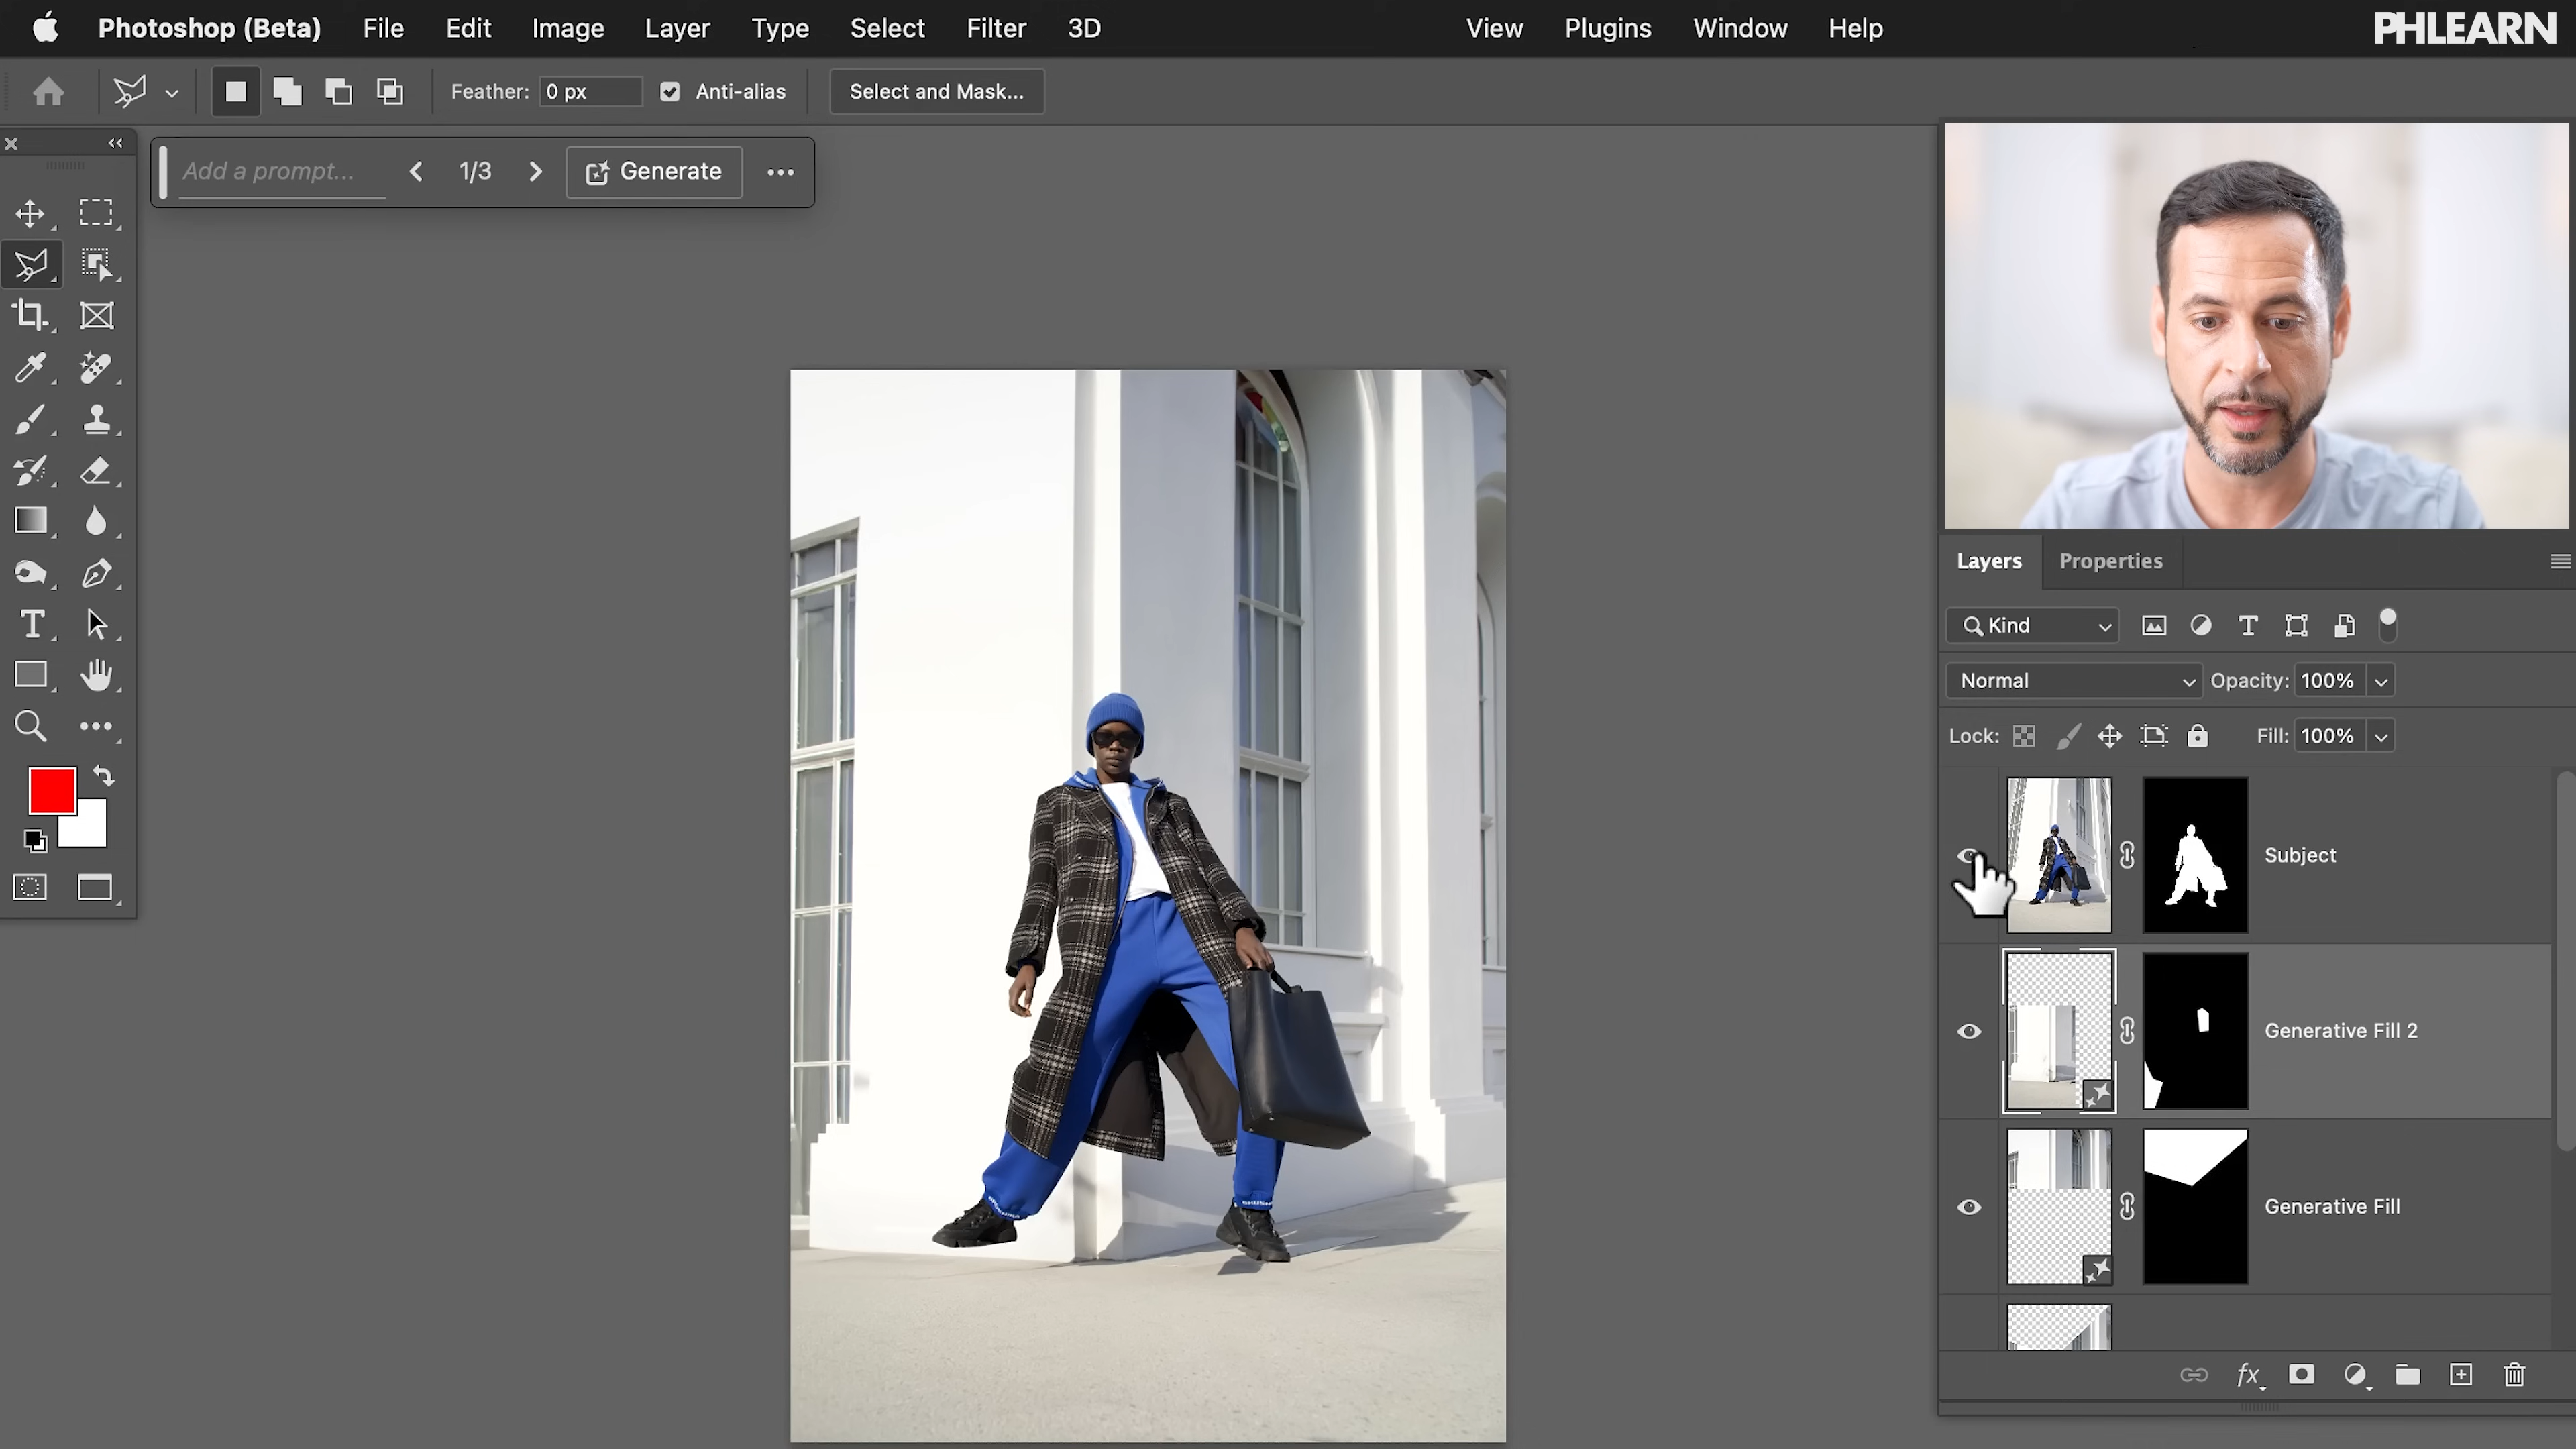 Photoshop (Beta) File Edit Image Layer Type Select Filter 3D View Plugins Window Help
PHLEARN
Feather: 0 px Anti-alias Select and Mask...
Add a prompt... 1/3 Generate
Layers Properties
Kind
Normal Opacity: 100%
Lock: Fill: 100%
Subject
Generative Fill 2
Generative Fill